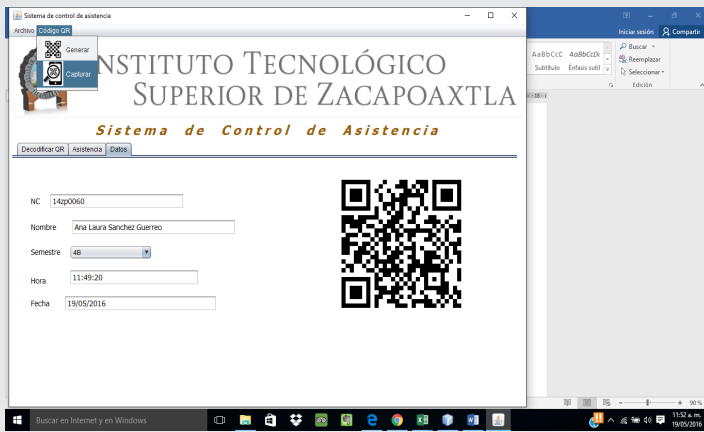 Sistema de control de asistencia
Archivo Código QR
Generar
Capturar
NSTITUTO TECNOLÓGICO
SUPERIOR DE ZACAPOAXTLA
Sistema de Control de Asistencia
Decodificar QR Asistencia Datos
NC 14zp0060
Nombre Ana Laura Sanchez Guerreo
Semestre 4B
Hora 11:49:20
Fecha 19/05/2016
Iniciar sesión Compartir
AaBbCcC AaBbCcDc
Subtítulo Énfasis sutil
Buscar
Reemplazar
Seleccionar
Edición
18
90%
Buscar en Internet y en Windows
11:52 a. m.
19/05/2016